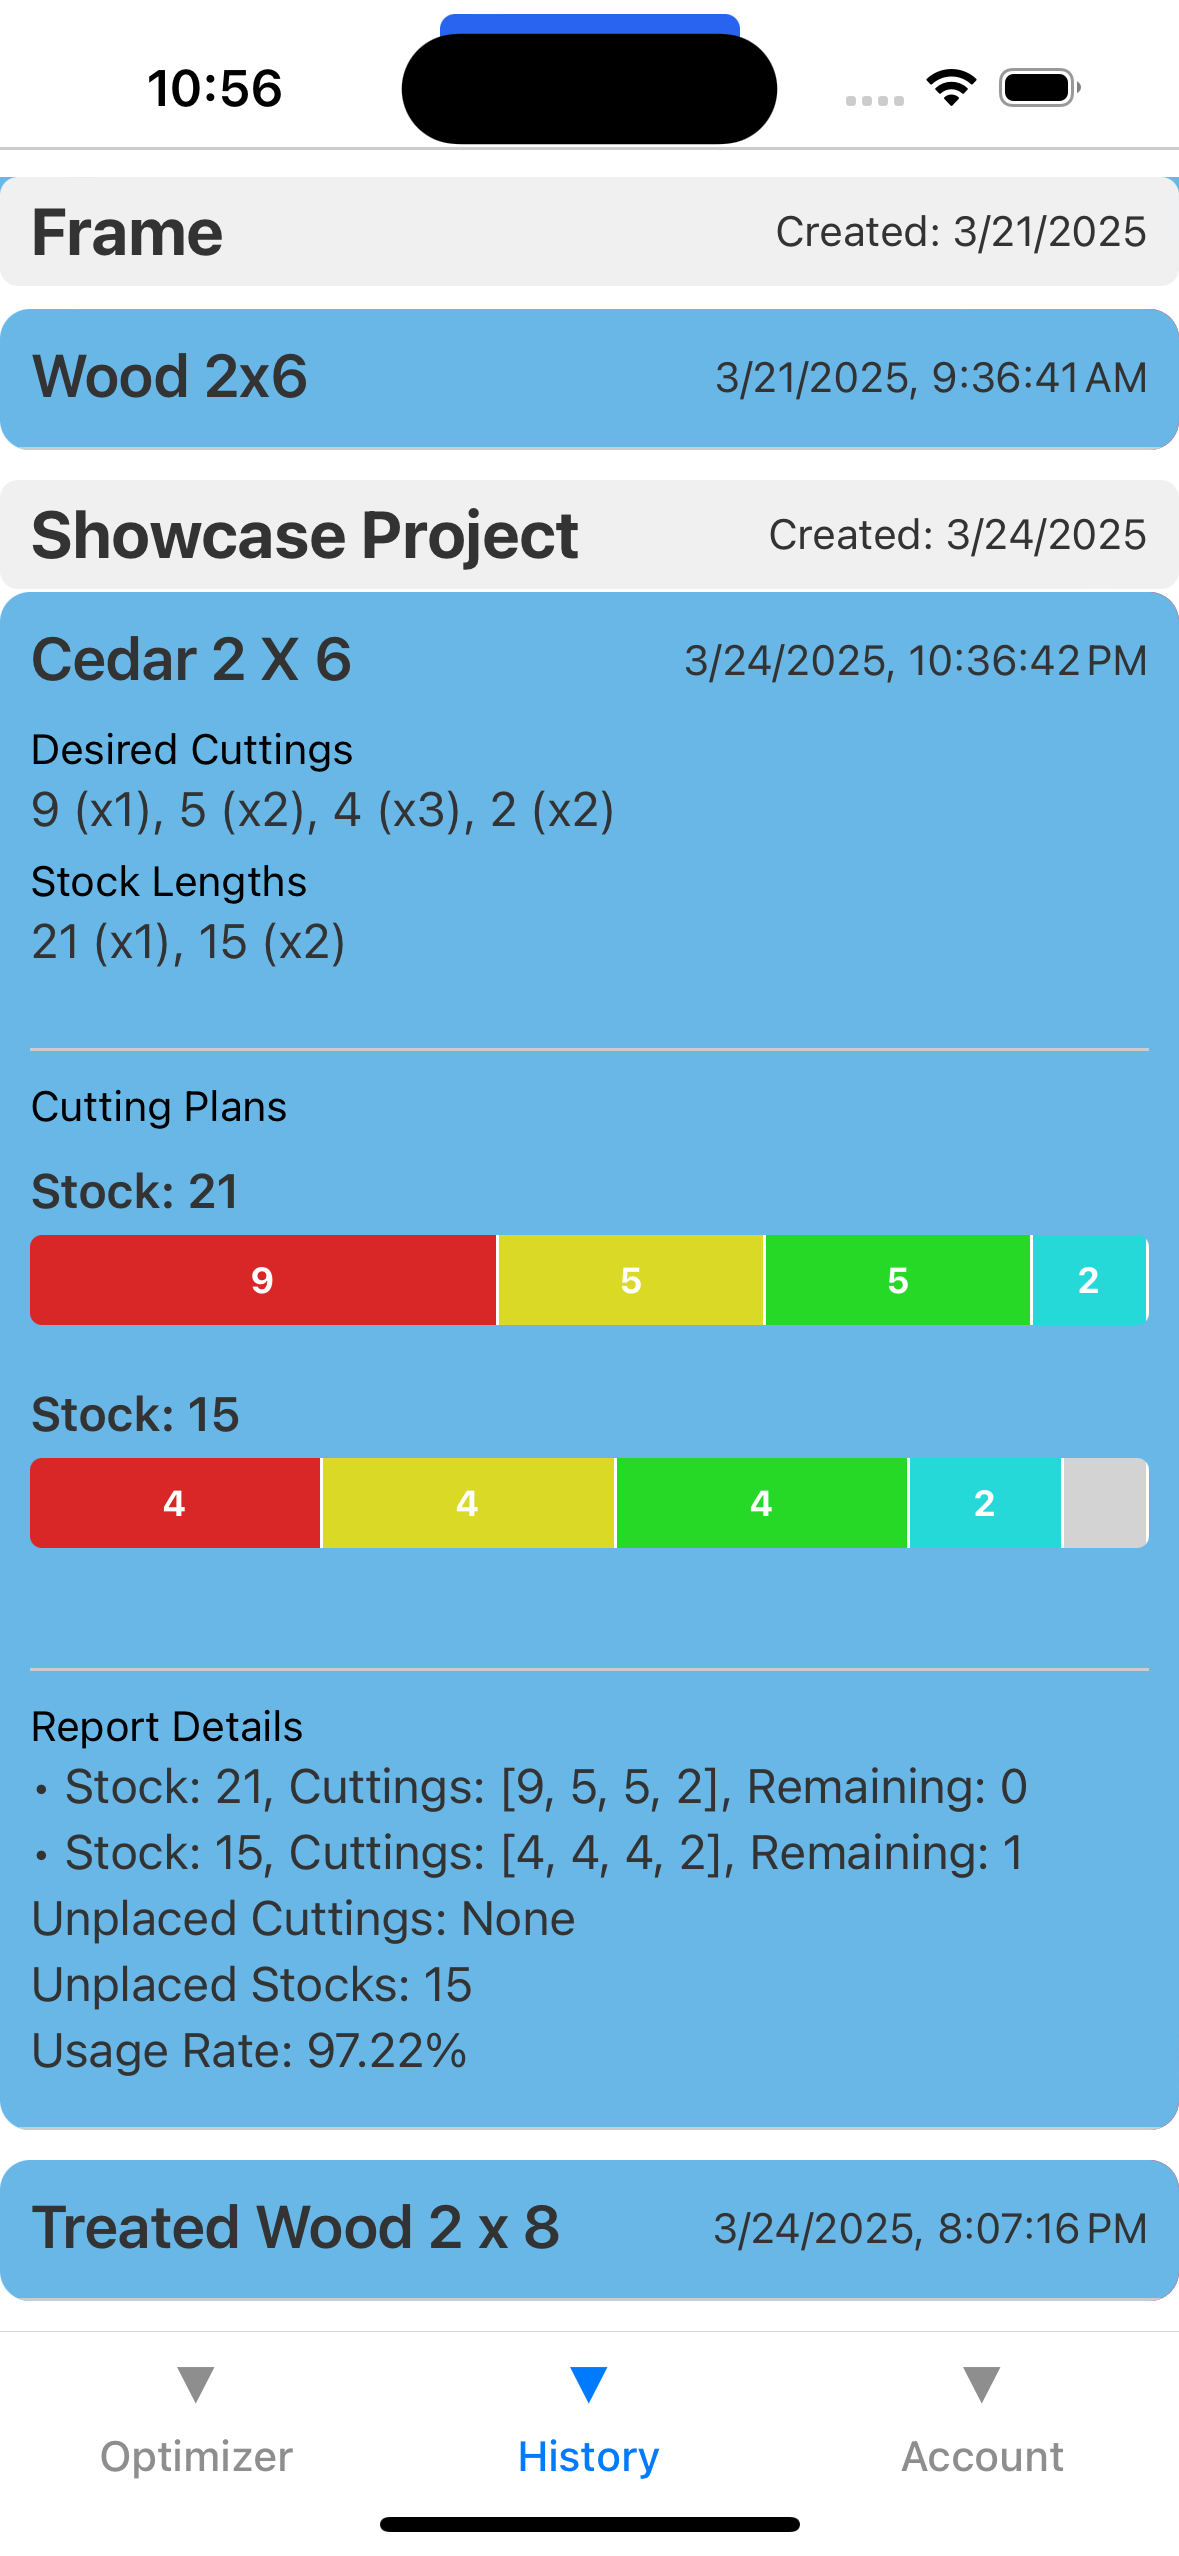 10:56
Frame Created: 3/21/2025
Wood 2x6 3/21/2025, 9:36:41 AM
Showcase Project Created: 3/24/2025
Cedar 2 X 6 3/24/2025, 10:36:42 PM
Desired Cuttings
9 (x1), 5 (x2), 4 (x3), 2 (x2)
Stock Lengths
21 (x1), 15 (x2)
Cutting Plans
Stock: 21
9 5 5 2
Stock: 15
4 4 4 2
Report Details
• Stock: 21, Cuttings: [9, 5, 5, 2], Remaining: 0
• Stock: 15, Cuttings: [4, 4, 4, 2], Remaining: 1
Unplaced Cuttings: None
Unplaced Stocks: 15
Usage Rate: 97.22%
Treated Wood 2 x 8 3/24/2025, 8:07:16 PM
Optimizer History Account